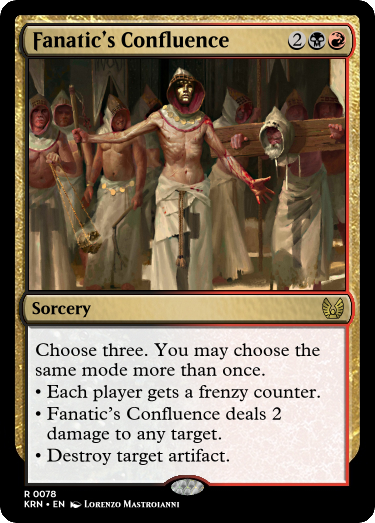 Fanatic's Confluence 2
Sorcery
Choose three. You may choose the
same mode more than once.
• Each player gets a frenzy counter.
• Fanatic's Confluence deals 2
damage to any target.
• Destroy target artifact.
R 0078
KRN • EN Lorenzo Mastroianni